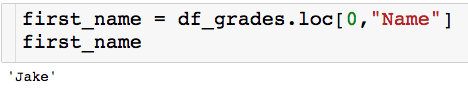 first_name = df_grades.loc[0,"Name"]
first_name
'Jake'